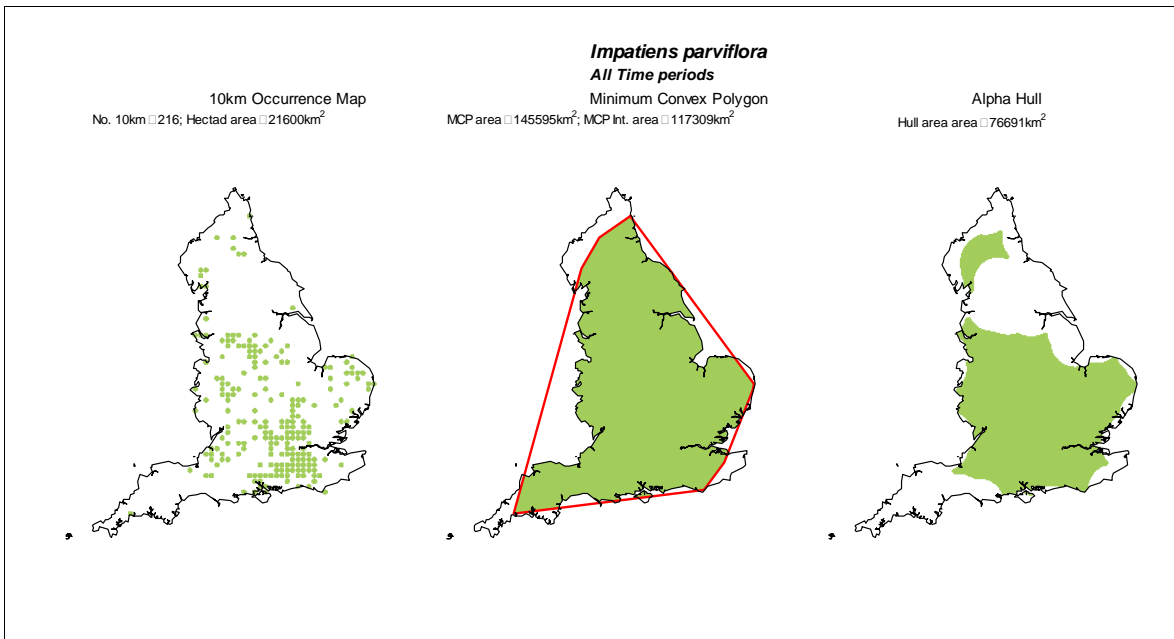 Impatiens parviflora
All Time periods
10km Occurrence Map
No. 10km □ 216; Hectad area □ 21600km²
Minimum Convex Polygon
MCP area □ 145595km²; MCP Int. area □ 117309km²
Alpha Hull
Hull area area □ 76691km²